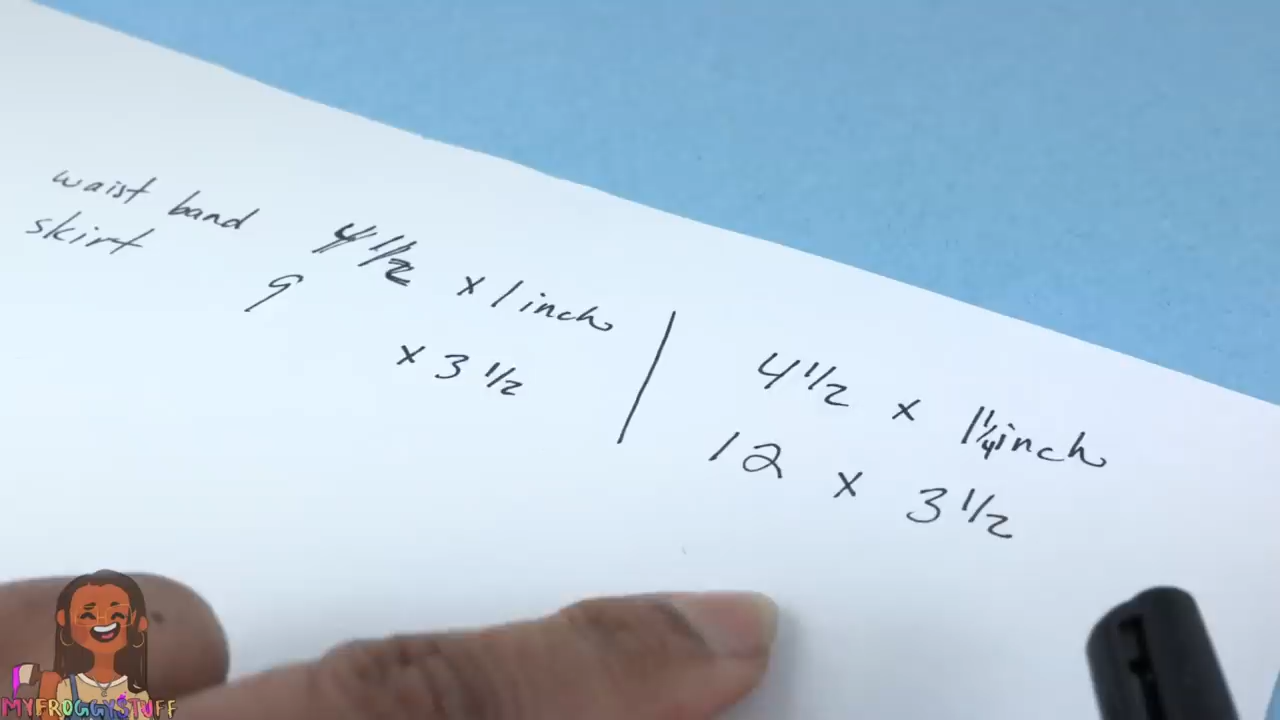 waist band 4 1/2 x 1 inch | 4 1/2 x 1 1/4 inch
skirt 9 x 3 1/2 | 12 x 3 1/2
MYFROGGYSTUFF